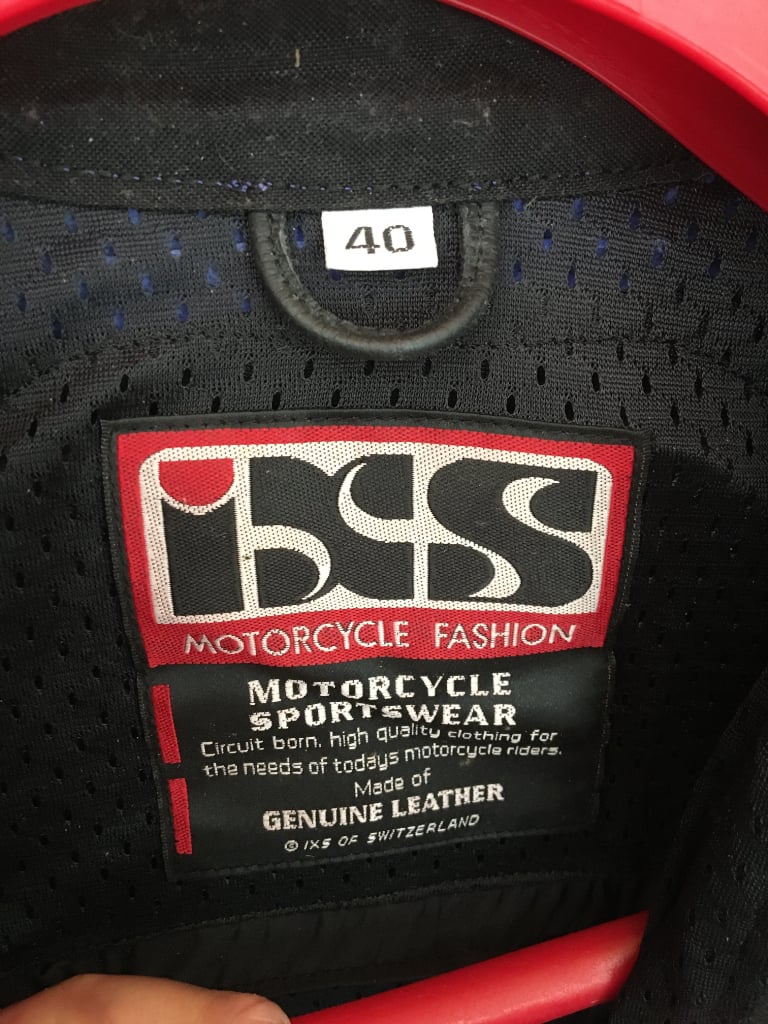 40
ixs
MOTORCYCLE FASHION
MOTORCYCLE
SPORTSWEAR
Circuit born, high quality clothing for
the needs of todays motorcycle riders.
Made of
GENUINE LEATHER
© IXS OF SWITZERLAND